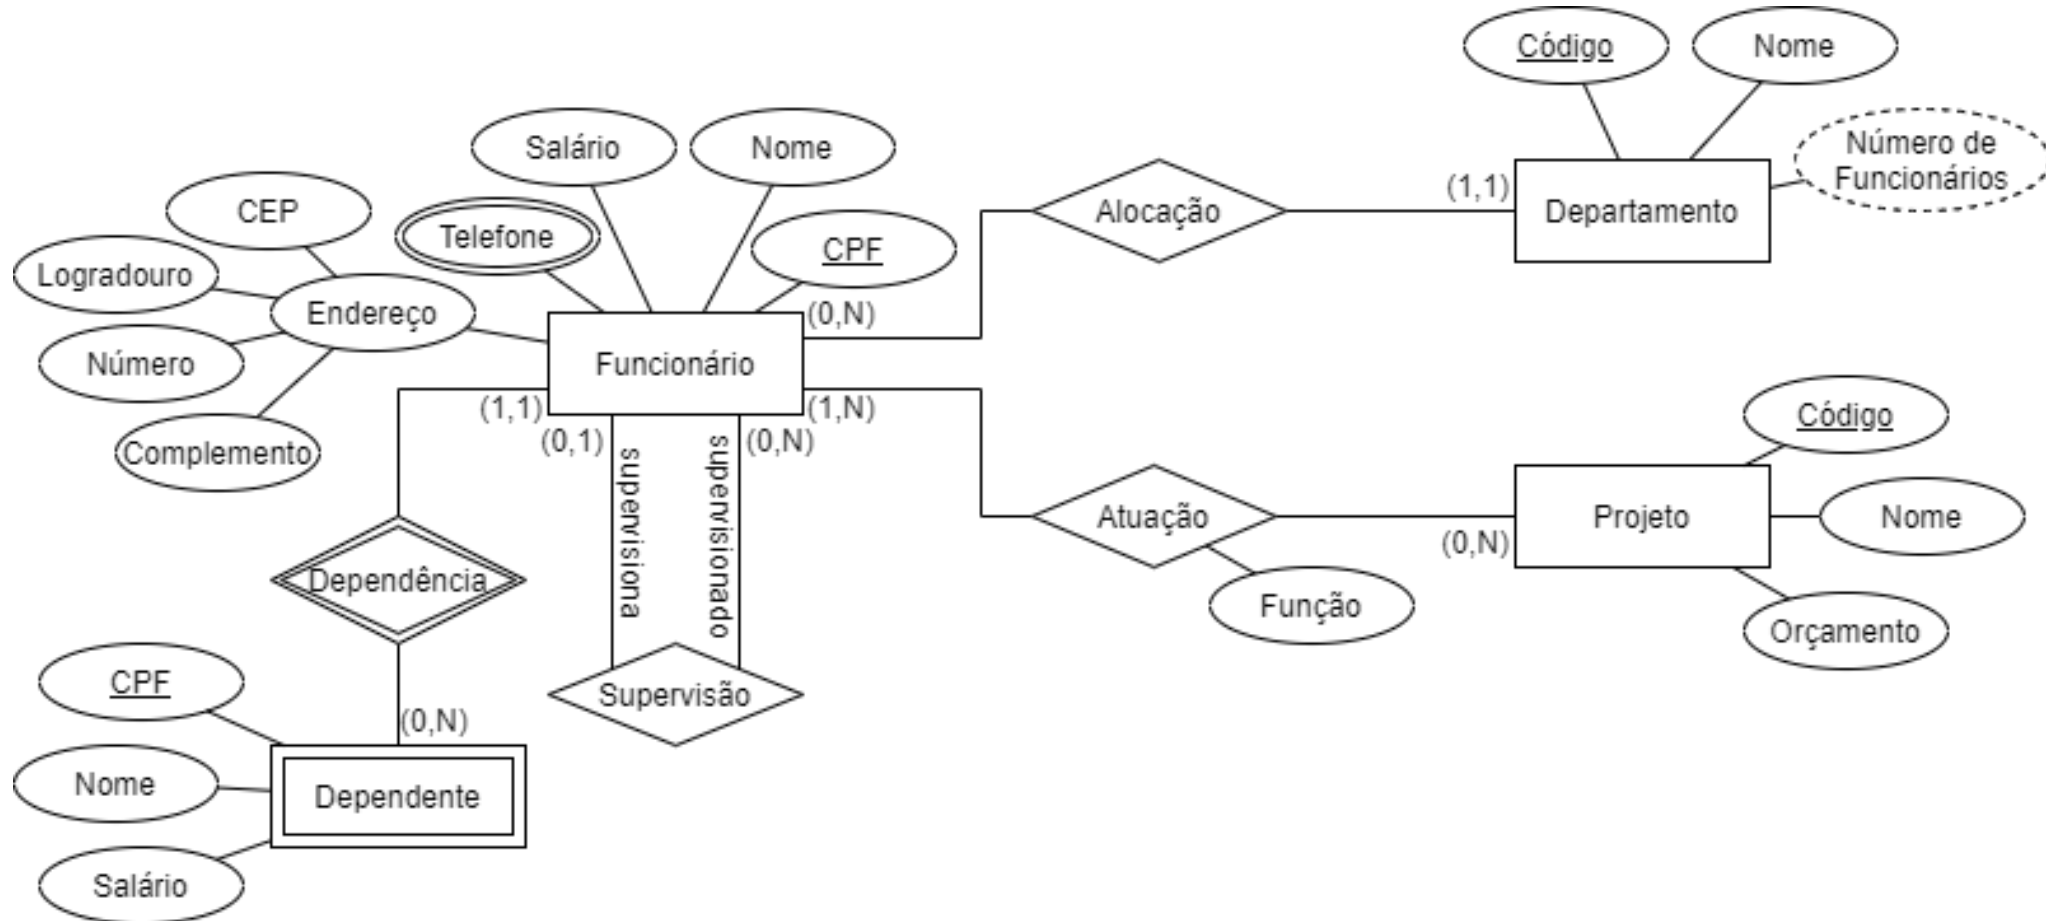 Código
Nome
Número de
Funcionários
Salário
Nome
CEP
Telefone
CPF
Alocação
(1,1)
Departamento
Logradouro
Endereço
(0,N)
Número
Funcionário
Complemento
(1,1)
(0,1)
supervisiona
supervisionado
(0,N)
(1,N)
Código
Atuação
Projeto
Nome
(0,N)
Função
Orçamento
Dependência
Supervisão
CPF
(0,N)
Nome
Dependente
Salário